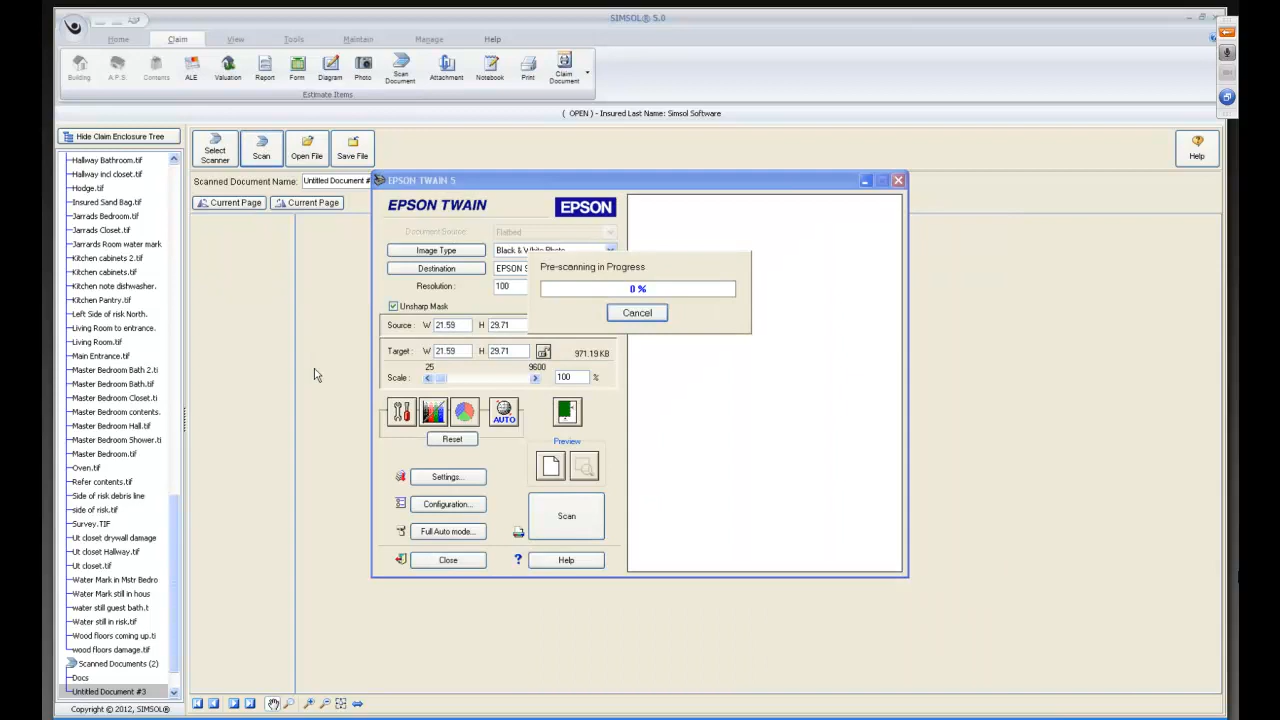 SIMSOL® 5.0
Home Claim View Tools Maintain Manage Help
Building A.P.S. Contents ALE Valuation Report Form Diagram Photo Scan Document Attachment Notebook Print Claim Document
Estimate Items
( OPEN ) - Insured Last Name: Simsol Software
Hide Claim Enclosure Tree
Select Scanner Scan Open File Save File Help
Scanned Document Name: Untitled Document #
Current Page Current Page
Hallway Bathroom.tif
Hallway incl closet.tif
Hodge.tif
Insured Sand Bag.tif
Jarrads Bedroom.tif
Jarrads Closet.tif
Jarrards Room water mark
Kitchen cabinets 2.tif
Kitchen cabinets.tif
Kitchen note dishwasher.
Kitchen Pantry.tif
Left Side of risk North.
Living Room to entrance.
Living Room.tif
Main Entrance.tif
Master Bedroom Bath 2.ti
Master Bedroom Bath.tif
Master Bedroom Closet.ti
Master Bedroom contents.
Master Bedroom Hall.tif
Master Bedroom Shower.ti
Master Bedroom.tif
Oven.tif
Refer contents.tif
Side of risk debris line
side of risk.tif
Survey.TIF
Ut closet drywall damage
Ut closet Hallway.tif
Ut closet.tif
Water Mark in Mstr Bedro
Water Mark still in hous
water still guest bath.t
Water still in risk.tif
Wood floors coming up.ti
wood floors damage.tif
Scanned Documents (2)
Docs
Untitled Document #3
Copyright © 2012, SIMSOL®
EPSON TWAIN 5
EPSON TWAIN EPSON
Document Source: Flatbed
Image Type Black & White Photo
Destination EPSON S
Resolution: 100
Unsharp Mask
Source: W 21.59 H 29.71
Target: W 21.59 H 29.71 971.19 KB
25 9600
Scale: 100 %
AUTO
Reset
Preview
Settings...
Configuration...
Full Auto mode...
Scan
Close
Help
Pre-scanning in Progress
0 %
Cancel